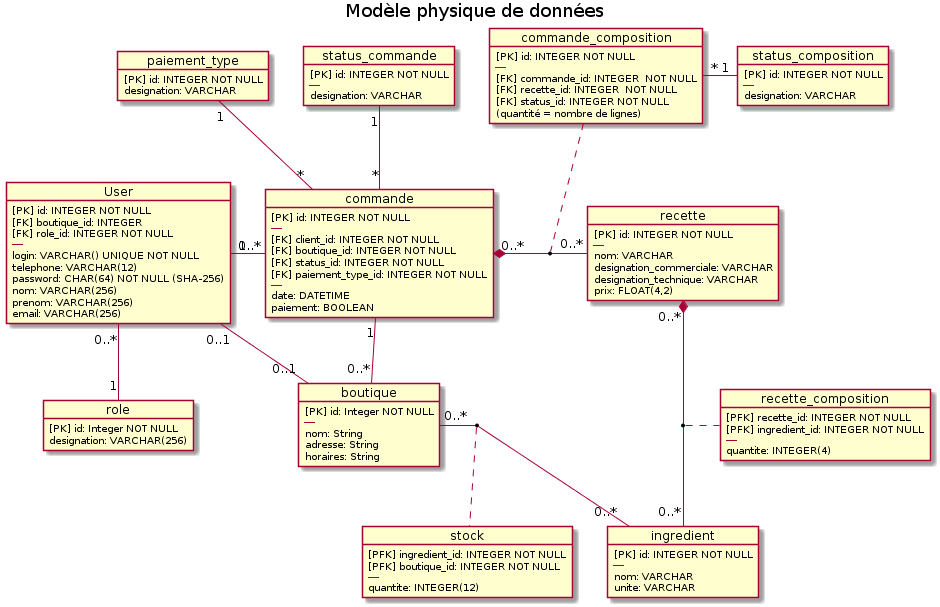 Modèle physique de données
paiement_type
[PK] id: INTEGER NOT NULL
designation: VARCHAR
status_commande
[PK] id: INTEGER NOT NULL
designation: VARCHAR
commande_composition
[PK] id: INTEGER NOT NULL
[FK] commande_id: INTEGER  NOT NULL
[FK] recette_id: INTEGER  NOT NULL
[FK] status_id: INTEGER NOT NULL
(quantité = nombre de lignes)
* 1
status_composition
[PK] id: INTEGER NOT NULL
designation: VARCHAR
1
*
1
*
User
[PK] id: INTEGER NOT NULL
[FK] boutique_id: INTEGER
[FK] role_id: INTEGER NOT NULL
login: VARCHAR() UNIQUE NOT NULL
telephone: VARCHAR(12)
password: CHAR(64) NOT NULL (SHA-256)
nom: VARCHAR(256)
prenom: VARCHAR(256)
email: VARCHAR(256)
0..*
commande
[PK] id: INTEGER NOT NULL
[FK] client_id: INTEGER NOT NULL
[FK] boutique_id: INTEGER NOT NULL
[FK] status_id: INTEGER NOT NULL
[FK] paiement_type_id: INTEGER NOT NULL
date: DATETIME
paiement: BOOLEAN
0..*
0..*
recette
[PK] id: INTEGER NOT NULL
nom: VARCHAR
designation_commerciale: VARCHAR
designation_technique: VARCHAR
prix: FLOAT(4,2)
0..*
1
0..1
0..1
1
0..*
0..*
role
[PK] id: Integer NOT NULL
designation: VARCHAR(256)
boutique
[PK] id: Integer NOT NULL
nom: String
adresse: String
horaires: String
0..*
recette_composition
[PFK] recette_id: INTEGER NOT NULL
[PFK] ingredient_id: INTEGER NOT NULL
quantite: INTEGER(4)
0..*
0..*
stock
[PFK] ingredient_id: INTEGER NOT NULL
[PFK] boutique_id: INTEGER NOT NULL
quantite: INTEGER(12)
ingredient
[PK] id: INTEGER NOT NULL
nom: VARCHAR
unite: VARCHAR